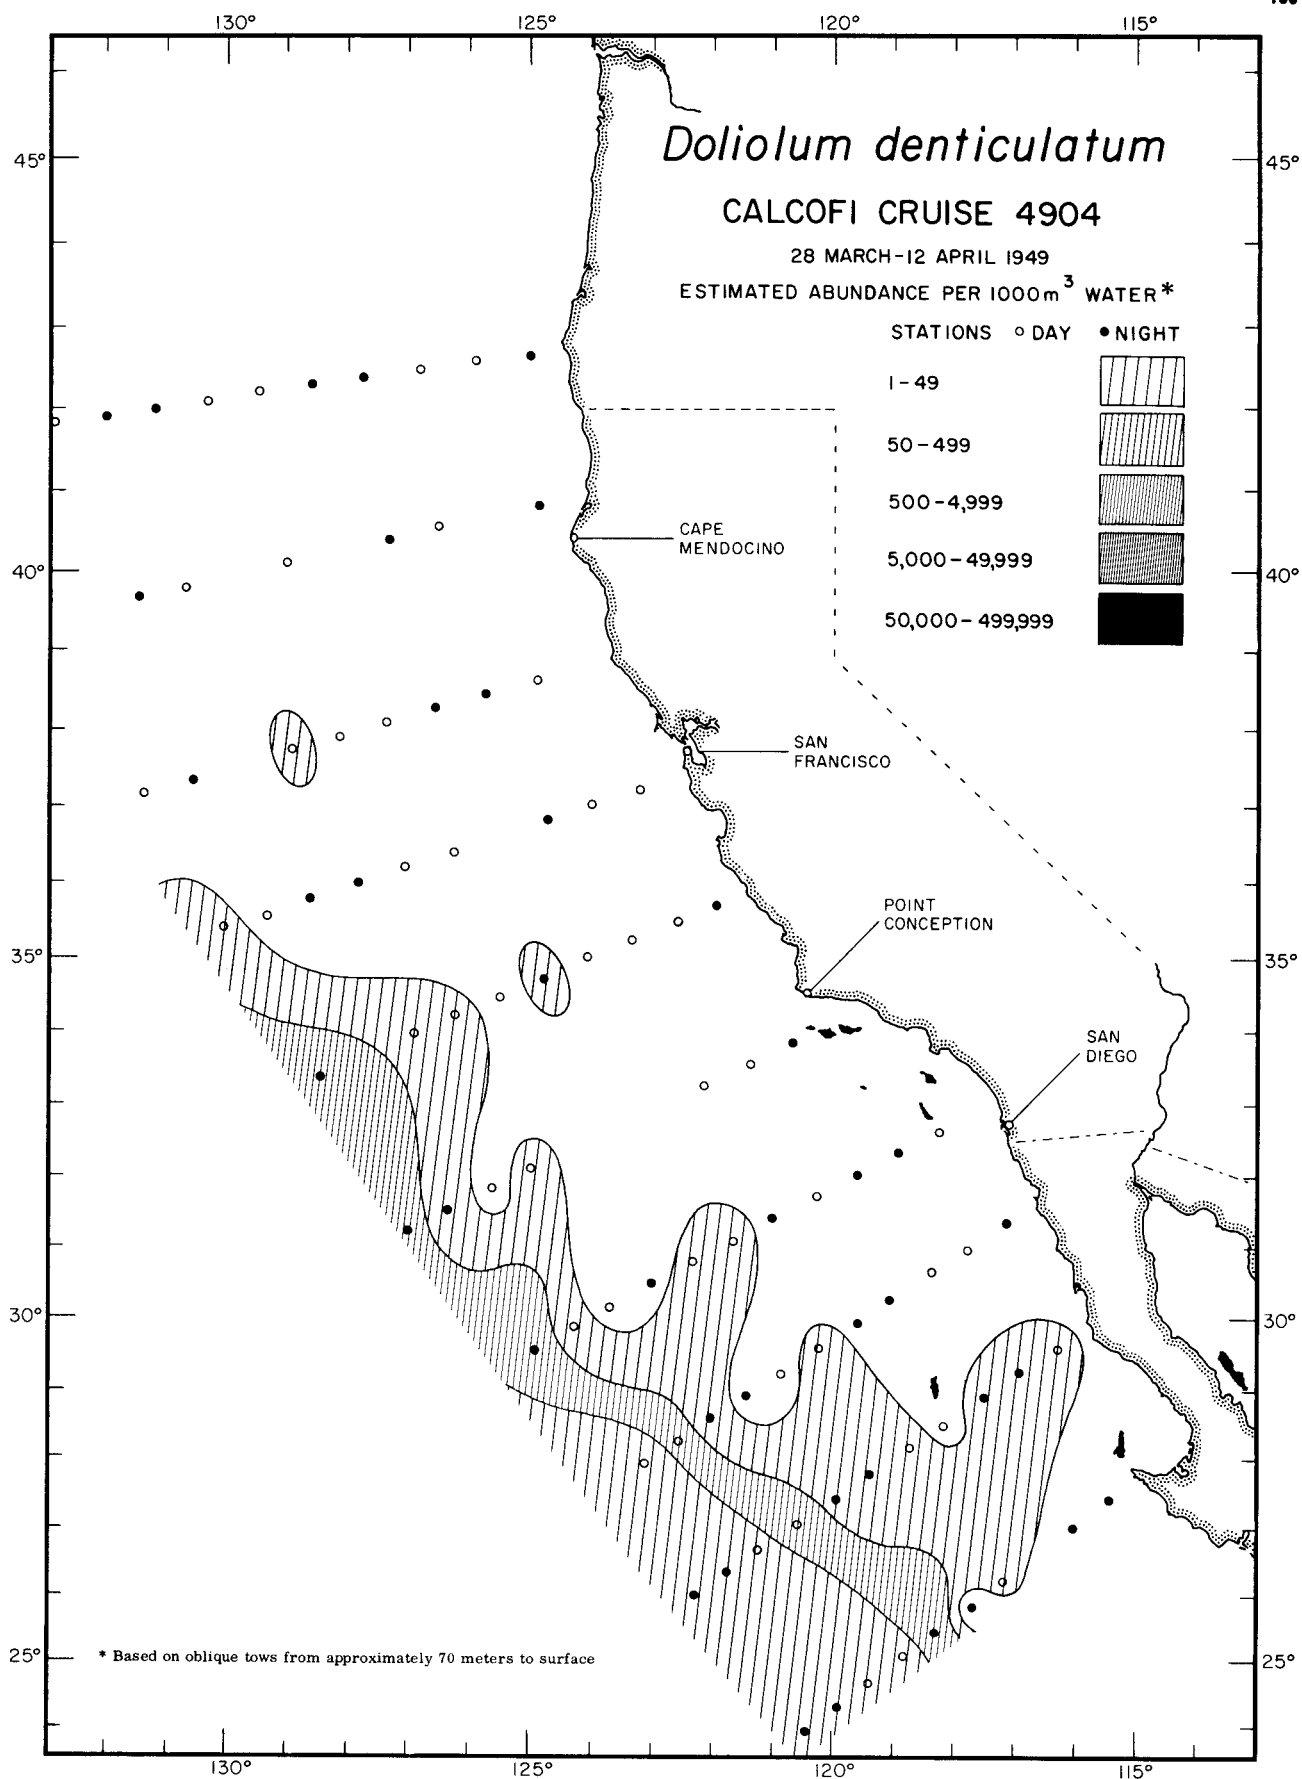 130° 125° 120° 115°
45° 45°
Doliolum denticulatum
CALCOFI CRUISE 4904
28 MARCH-12 APRIL 1949
ESTIMATED ABUNDANCE PER 1000m³ WATER*
STATIONS ○ DAY ● NIGHT
1-49
50-499
500-4,999
5,000-49,999
50,000-499,999
CAPE
MENDOCINO
40° 40°
SAN
FRANCISCO
POINT
CONCEPTION
35° 35°
SAN
DIEGO
30° 30°
25° 25°
* Based on oblique tows from approximately 70 meters to surface
130° 125° 120° 115°